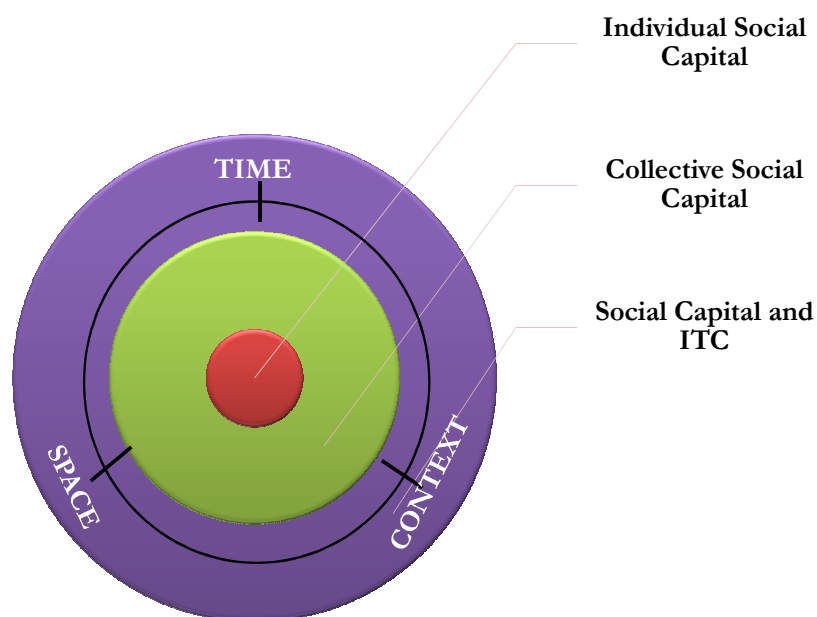 Individual Social
Capital
TIME
Collective Social
Capital
Social Capital and
ITC
SPACE
CONTEXT